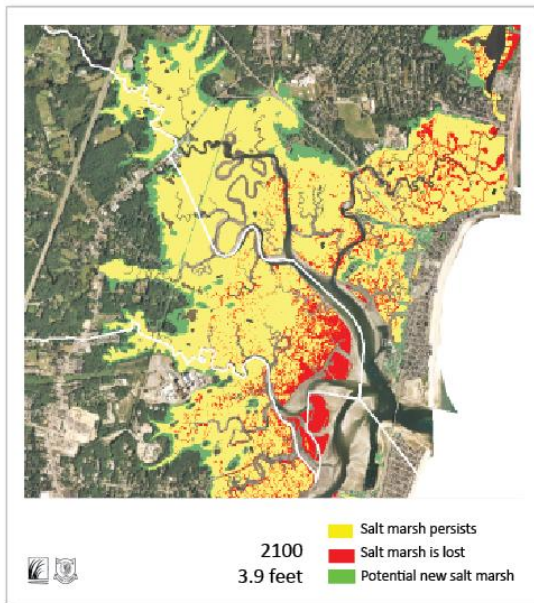 2100
3.9 feet
Salt marsh persists
Salt marsh is lost
Potential new salt marsh